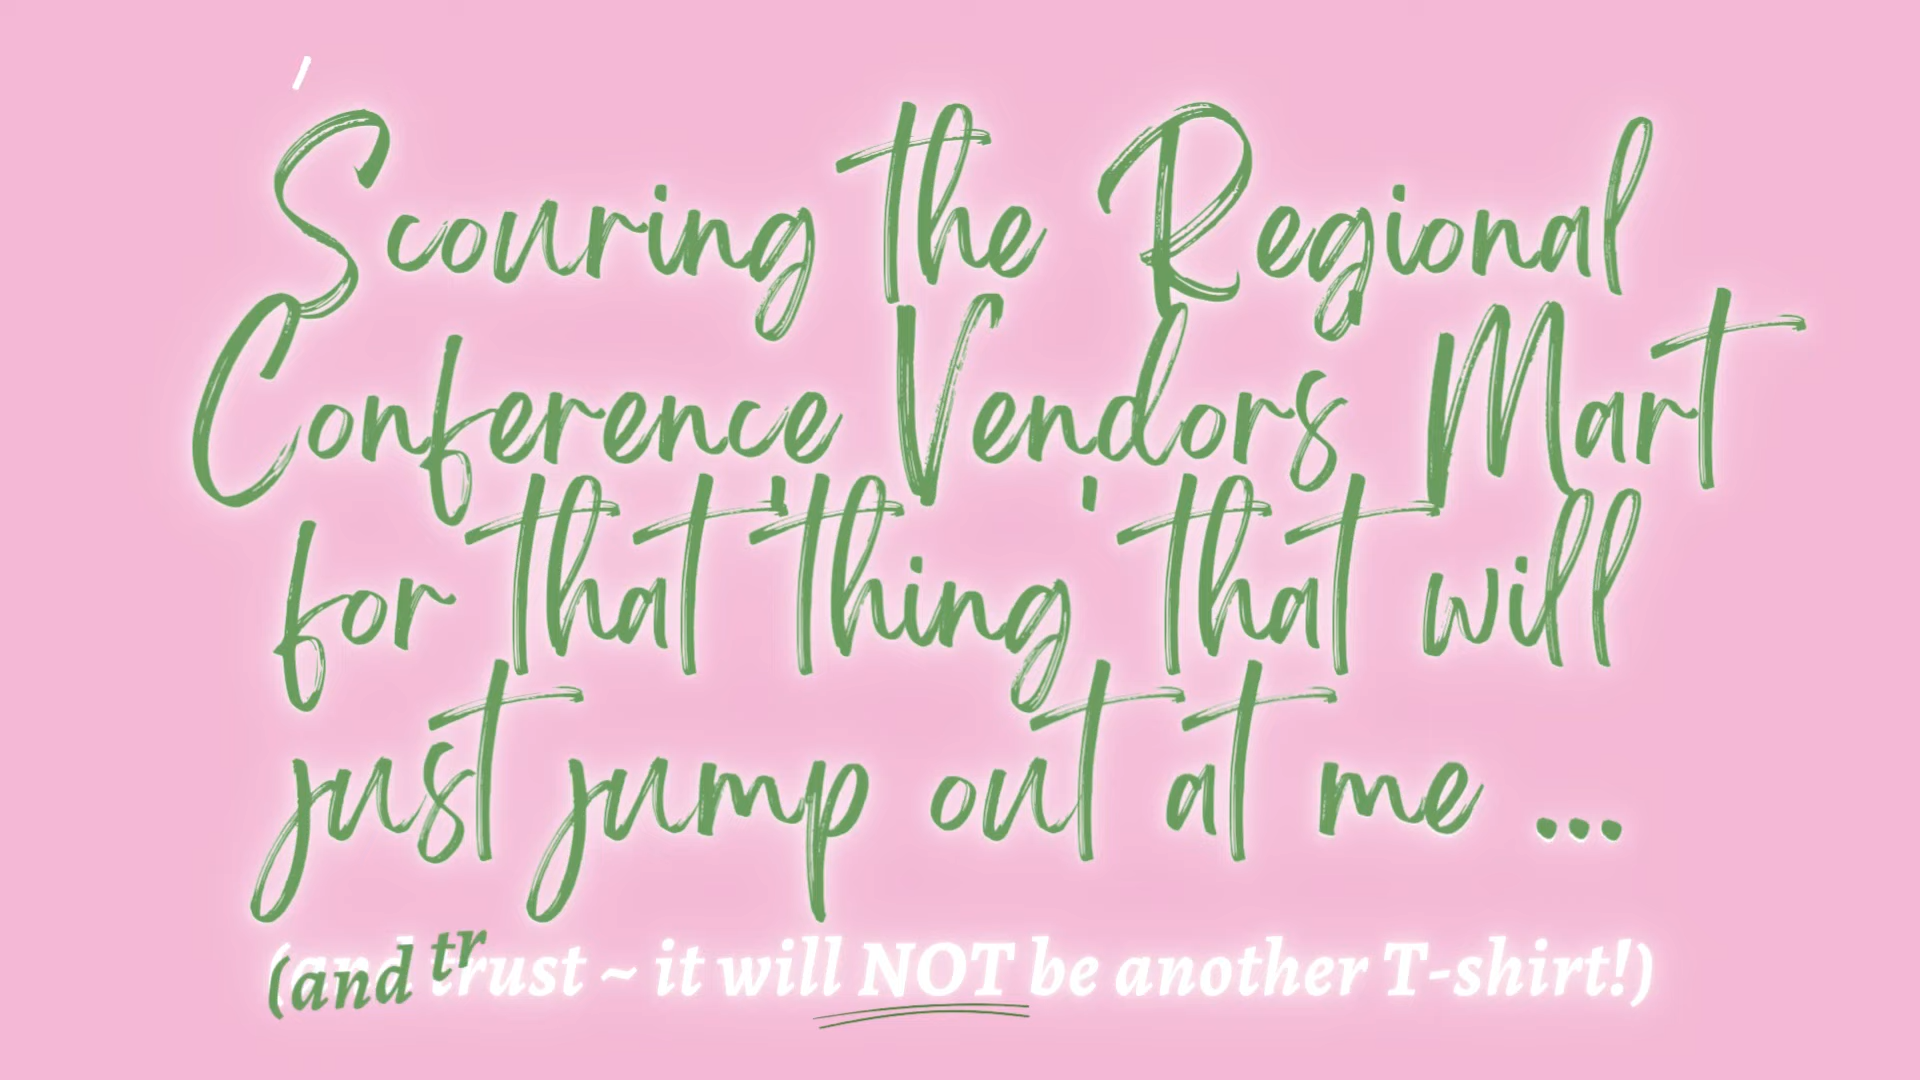 Scouring the Regional
Conference Vendors Mart
for that 'thing' that will
just jump out at me ...
(and trust ~ it will NOT be another T-shirt!)